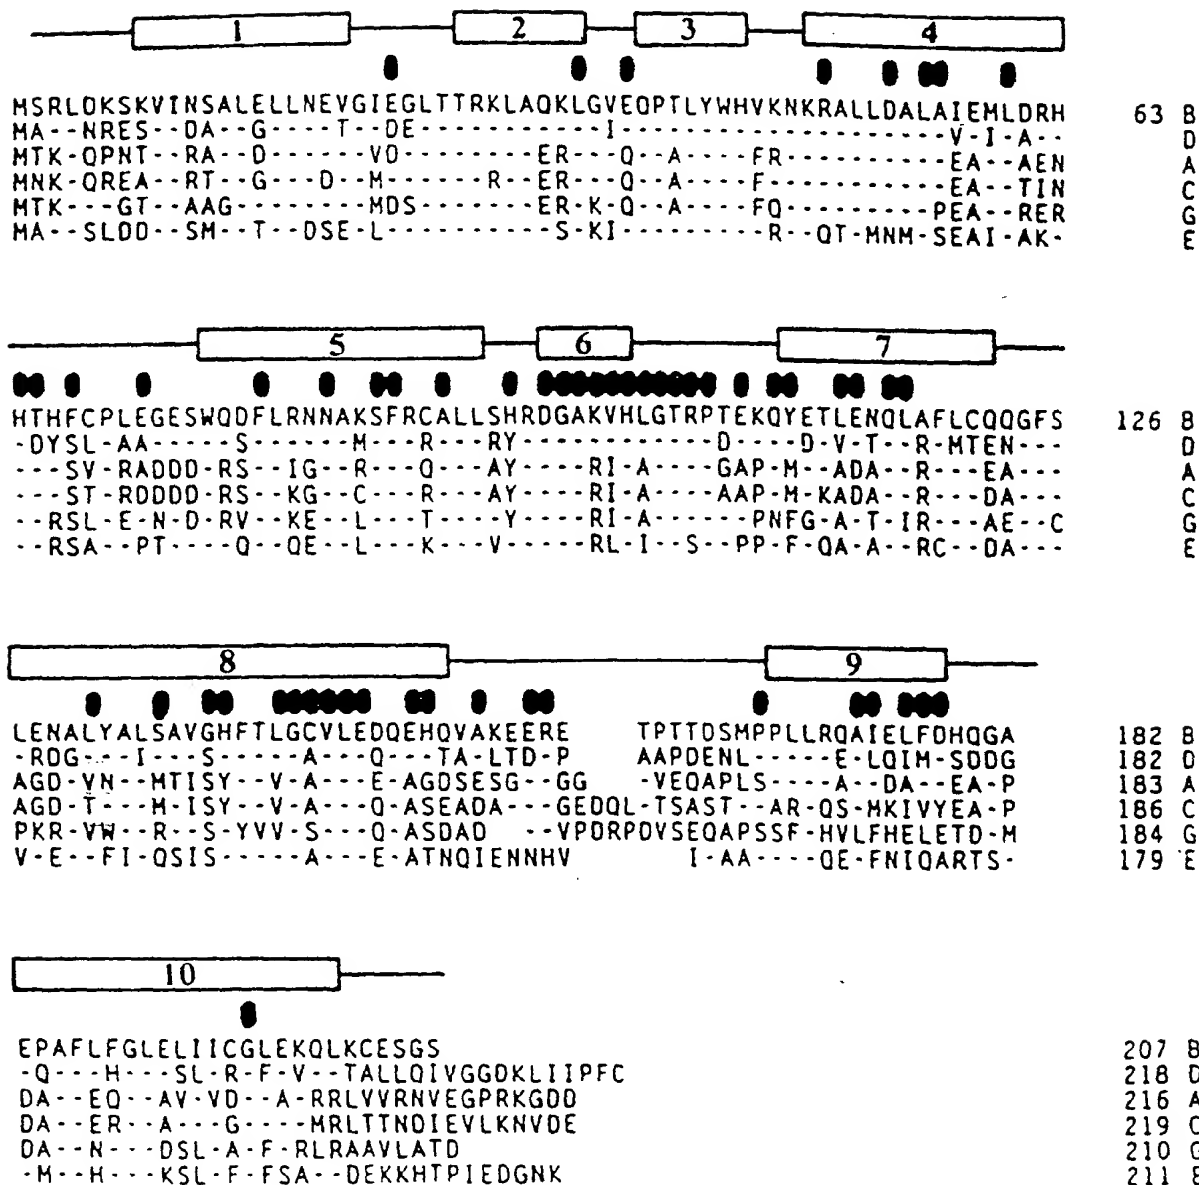 1 2 3 4
MSRLDKSKVINSALELLNEVGIEGLTTRKLAQKLGVEQPTLYWHVKNKRALLDALAIEMLDRH 63 B
MA--NRES--DA--G----T--DE-----------I-------------------V-I-A-- D
MTK-QPNT--RA--D------VD--------ER---Q--A----FR----------EA--AEN A
MNK-QREA--RT--G---D--M------R--ER---Q--A----F-----------EA--TIN C
MTK---GT--AAG--------MDS-------ER-K-Q--A----FQ---------PEA--RER G
MA--SLDD--SM--T--DSE-L----------S-KI---------R--QT-MNM-SEAI-AK- E
5 6 7
HTHFCPLEGESWQDFLRNNAKSFRCALLSHRDGAKVHLGTRPTEKQYETLENQLAFLCQQGFS 126 B
-DYSL-AA-----S------M---R---RY-----------D----D-V-T--R-MTEN--- D
---SV-RADDD-RS--IG--R---Q---AY----RI-A----GAP-M--ADA--R---EA--- A
---ST-RDDDD-RS--KG--C---R---AY----RI-A----AAP-M-KADA--R---DA--- C
--RSL-E-N-D-RV--KE--L---T----Y----RI-A------PNFG-A-T-IR---AE--C G
--RSA--PT----Q--QE--L---K---V-----RL-I--S--PP-F-QA-A--RC--DA--- E
8 9
LENALYALSAVGHFTLGCVLEDQEHQVAKEERE TPTTDSMPPLLRQAIELFDHQGA 182 B
-RDG---I---S-----A---Q---TA-LTD-P AAPDENL-----E-LQIM-SDDG 182 D
AGD-VN--MTISY--V-A---E-AGDSESG--GG -VEQAPLS----A--DA--EA-P 183 A
AGD-T---M-ISY--V-A---Q-ASEADA---GEDQL-TSAST--AR-QS-MKIVYEA-P 186 C
PKR-VW--R--S-YVV-S---Q-ASDAD --VPDRPDVSEQAPSSF-HVLFHELETD-M 184 G
V-E--FI-QSIS-----A---E-ATNQIENNHV I-AA----QE-FNIQARTS- 179 E
10
EPAFLFGLELIICGLEKQLKCESGS 207 B
-Q---H---SL-R-F-V--TALLQIVGGDKLIIPFC 218 D
DA--EQ--AV-VD--A-RRLVVRNVEGPRKGDD 216 A
DA--ER--A---G----MRLTTNDIEVLKNVDE 219 C
DA--N---DSL-A-F-RLRAAVLATD 210 G
-M--H---KSL-F-FSA--DEKKHTPIEDGNK 211 E